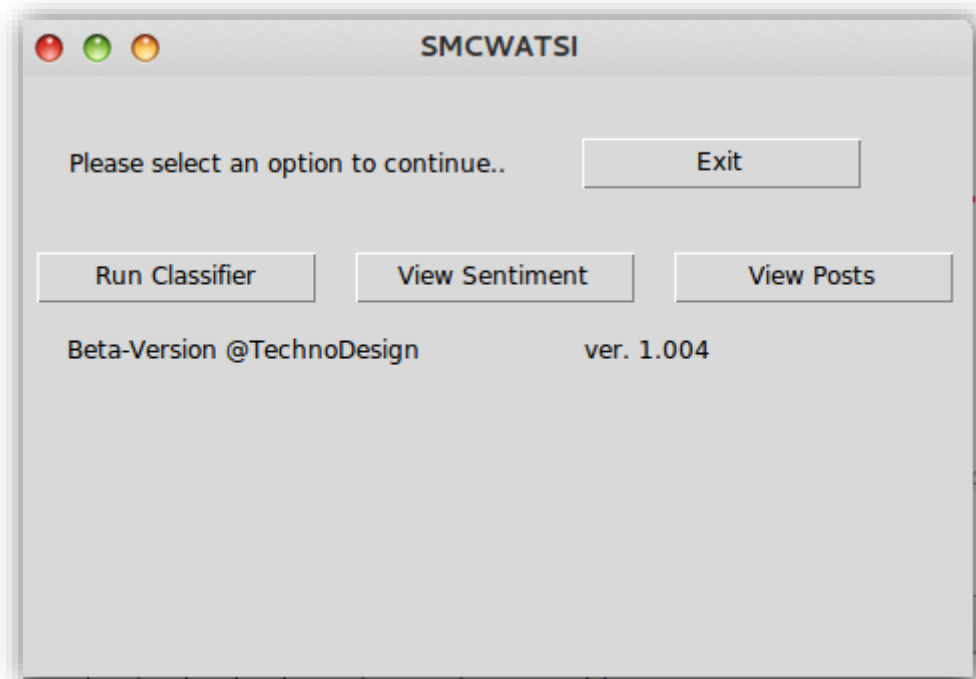 SMCWATSI
Please select an option to continue.. Exit
Run Classifier View Sentiment View Posts
Beta-Version @TechnoDesign ver. 1.004